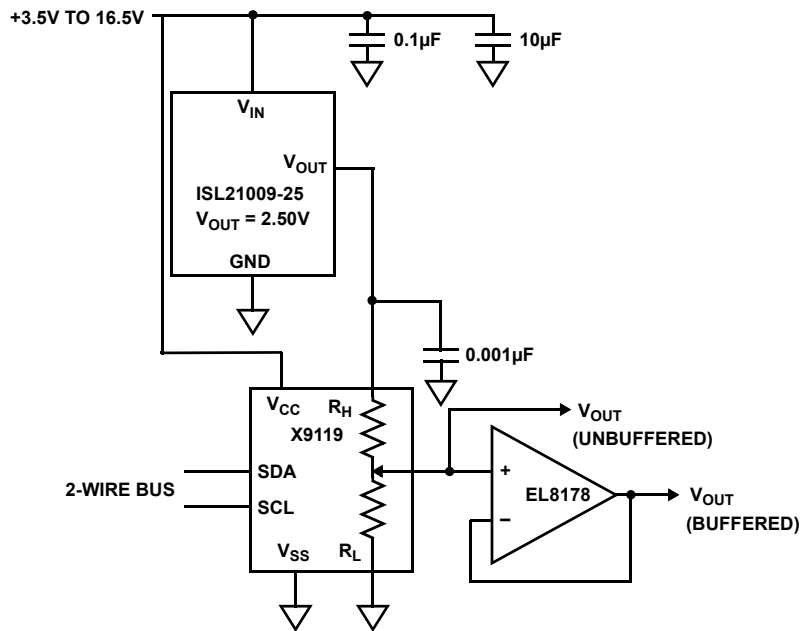 +3.5V TO 16.5V
0.1µF
10µF
VIN
VOUT
ISL21009-25
VOUT = 2.50V
GND
0.001µF
VCC
RH
X9119
VOUT
(UNBUFFERED)
2-WIRE BUS
SDA
SCL
+
EL8178
–
VOUT
(BUFFERED)
VSS
RL